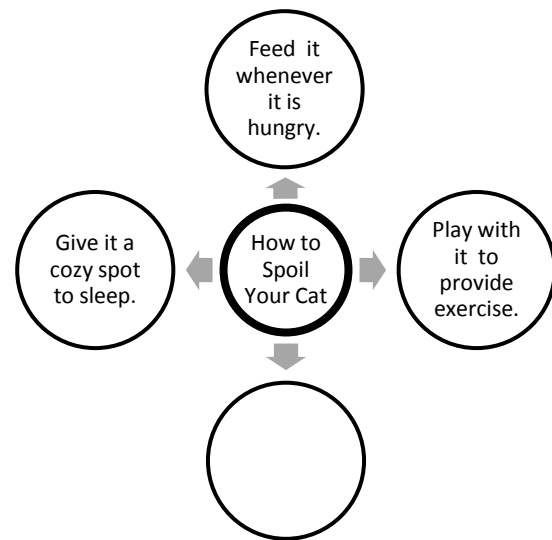 Feed it
whenever
it is
hungry.
Give it a
cozy spot
to sleep.
How to
Spoil
Your Cat
Play with
it to
provide
exercise.